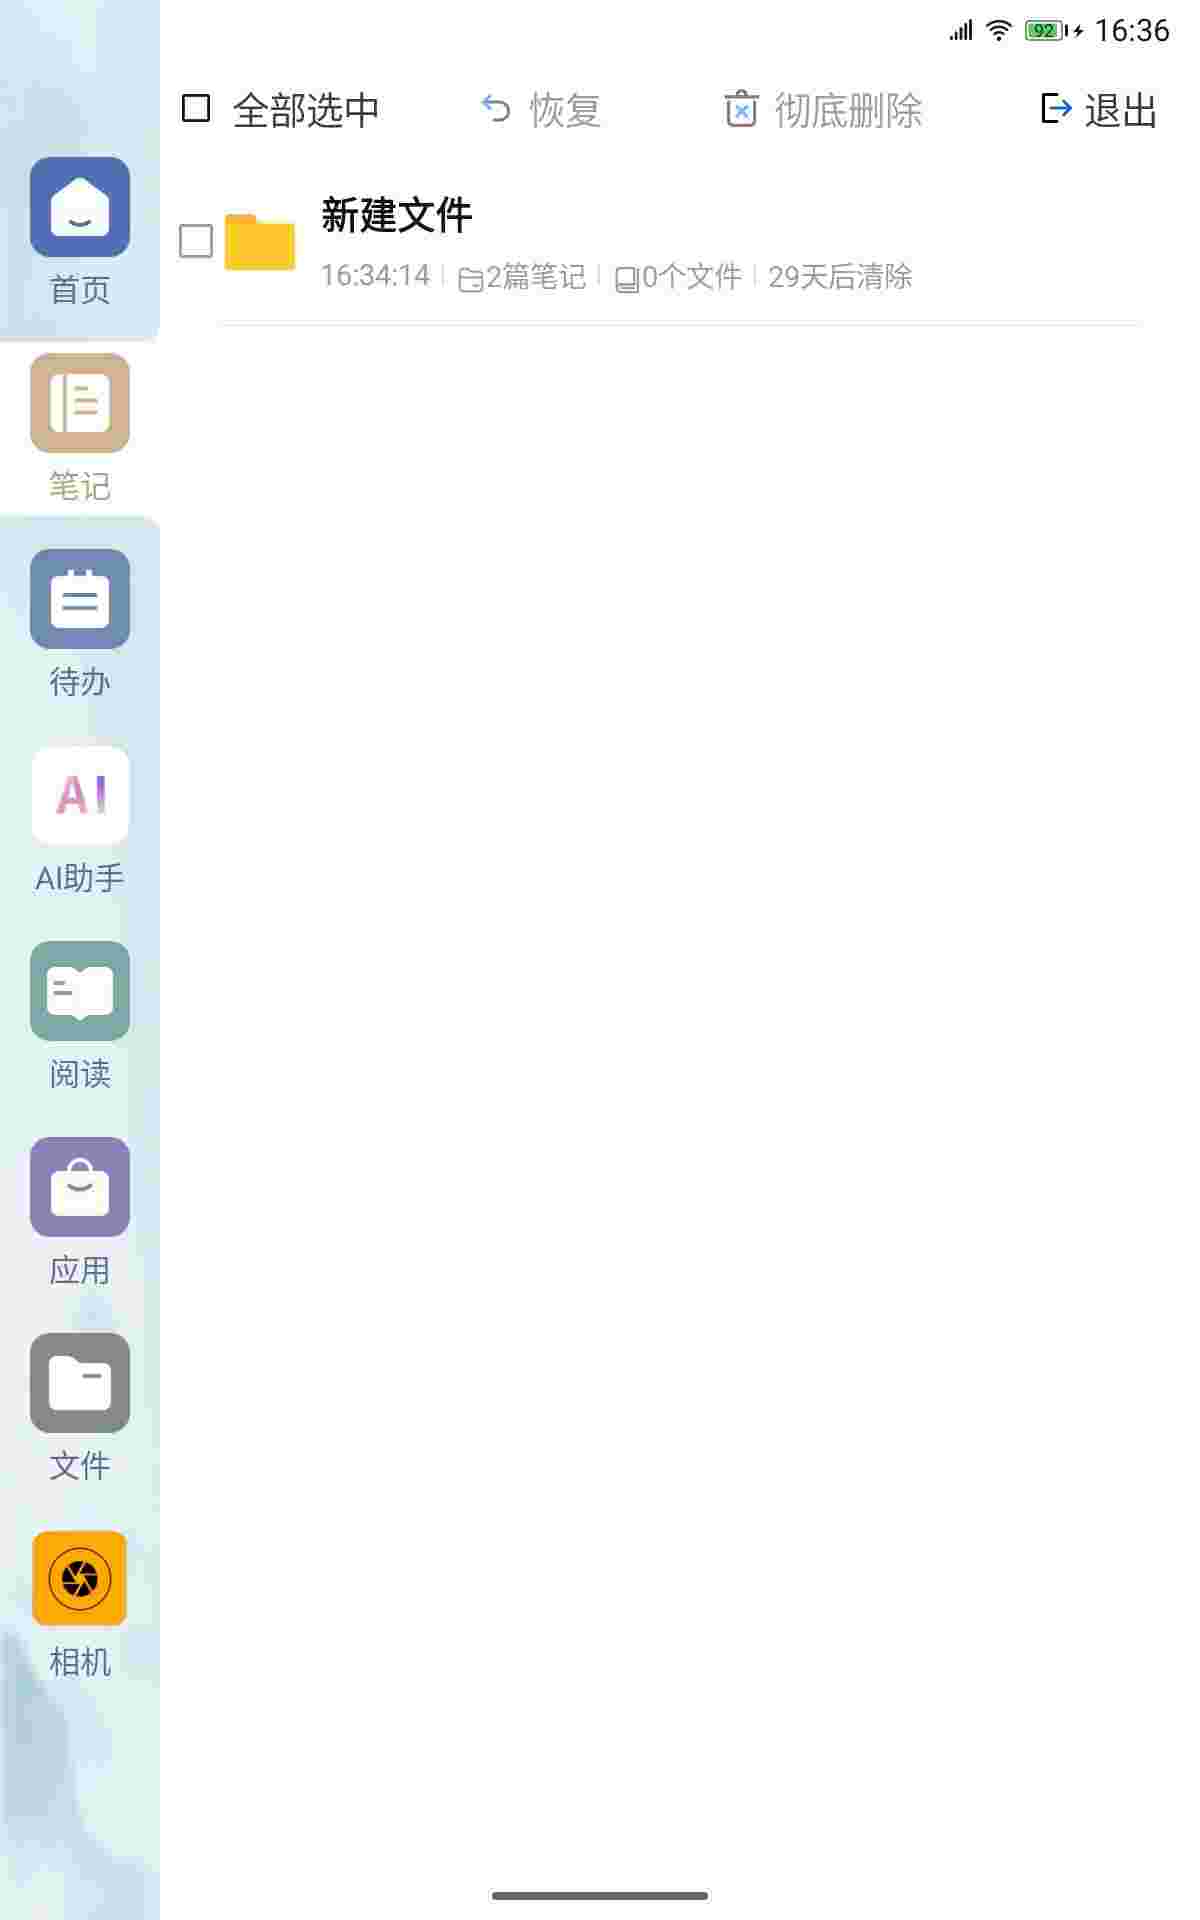 92 16:36
全部选中 恢复 彻底删除 退出
新建文件
16:34:14 2篇笔记 0个文件 29天后清除
首页
笔记
待办
AI
AI助手
阅读
应用
文件
相机